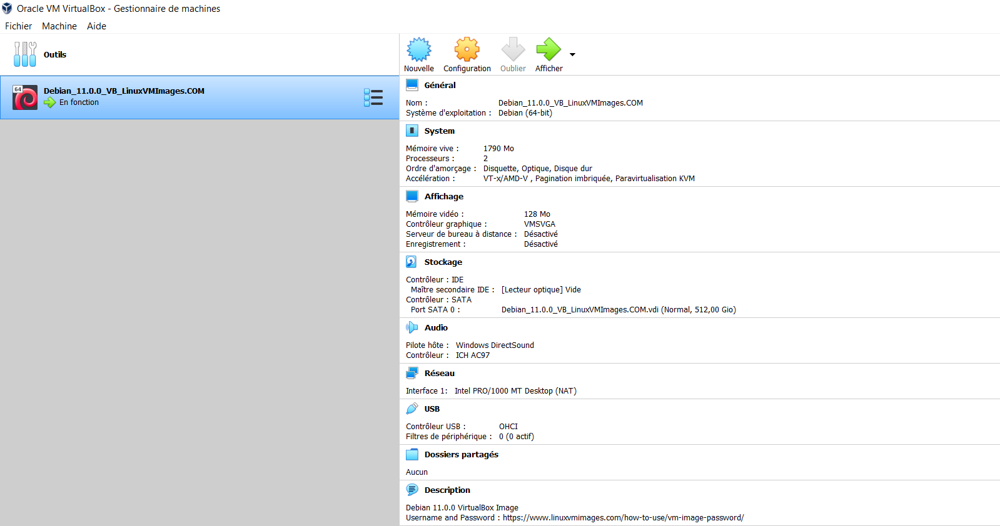 Oracle VM VirtualBox - Gestionnaire de machines
Fichier Machine Aide
Outils
64
Debian_11.0.0_VB_LinuxVMImages.COM
En fonction
Nouvelle Configuration Oublier Afficher
Général
Nom : Debian_11.0.0_VB_LinuxVMImages.COM
Système d'exploitation : Debian (64-bit)
System
Mémoire vive : 1790 Mo
Processeurs : 2
Ordre d'amorçage : Disquette, Optique, Disque dur
Accélération : VT-x/AMD-V , Pagination imbriquée, Paravirtualisation KVM
Affichage
Mémoire vidéo : 128 Mo
Contrôleur graphique : VMSVGA
Serveur de bureau à distance : Désactivé
Enregistrement : Désactivé
Stockage
Contrôleur : IDE
Maître secondaire IDE : [Lecteur optique] Vide
Contrôleur : SATA
Port SATA 0 : Debian_11.0.0_VB_LinuxVMImages.COM.vdi (Normal, 512,00 Gio)
Audio
Pilote hôte : Windows DirectSound
Contrôleur : ICH AC97
Réseau
Interface 1: Intel PRO/1000 MT Desktop (NAT)
USB
Contrôleur USB : OHCI
Filtres de périphérique : 0 (0 actif)
Dossiers partagés
Aucun
Description
Debian 11.0.0 VirtualBox Image
Username and Password : https://www.linuxvmimages.com/how-to-use/vm-image-password/